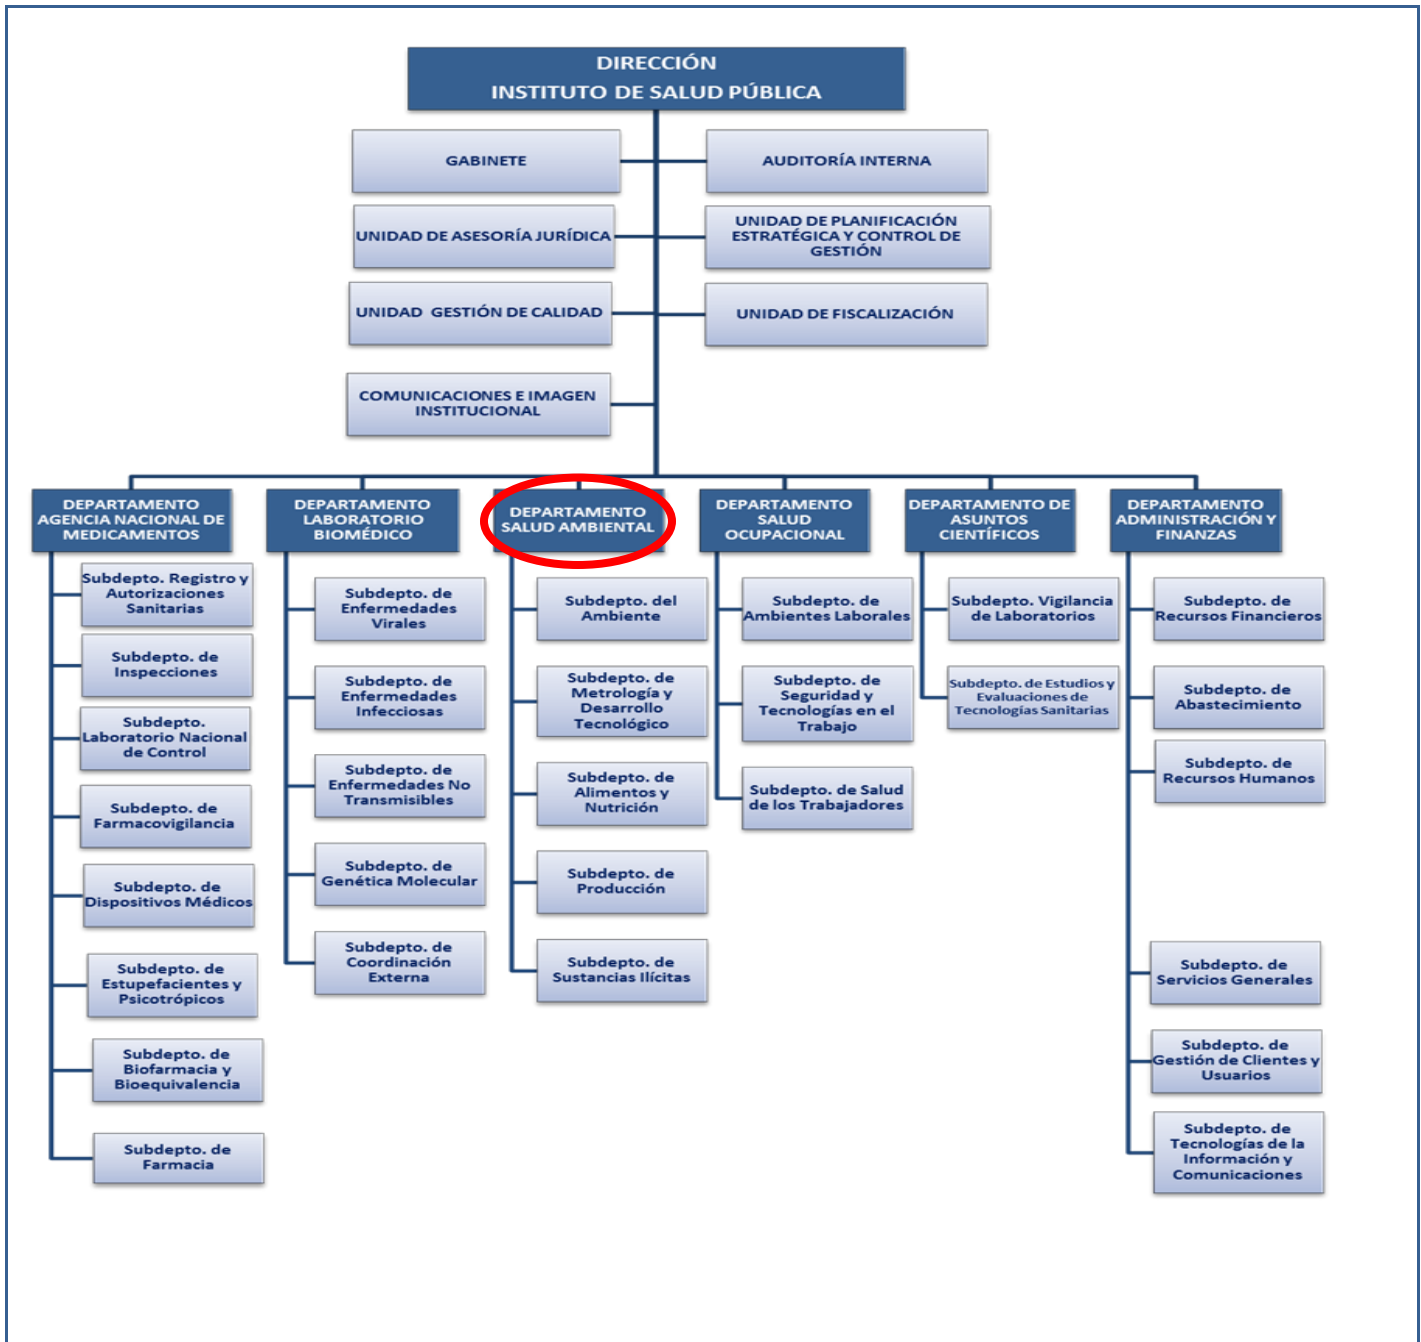 DIRECCIÓN
INSTITUTO DE SALUD PÚBLICA
GABINETE
AUDITORÍA INTERNA
UNIDAD DE ASESORÍA JURÍDICA
UNIDAD DE PLANIFICACIÓN
ESTRATÉGICA Y CONTROL DE
GESTIÓN
UNIDAD GESTIÓN DE CALIDAD
UNIDAD DE FISCALIZACIÓN
COMUNICACIONES E IMAGEN
INSTITUCIONAL
DEPARTAMENTO
AGENCIA NACIONAL DE
MEDICAMENTOS
Subdepto. Registro y
Autorizaciones
Sanitarias
Subdepto. de
Inspecciones
Subdepto.
Laboratorio Nacional
de Control
Subdepto. de
Farmacovigilancia
Subdepto. de
Dispositivos Médicos
Subdepto. de
Estupefacientes y
Psicotrópicos
Subdepto. de
Biofarmacia y
Bioequivalencia
Subdepto. de
Farmacia
DEPARTAMENTO
LABORATORIO
BIOMÉDICO
Subdepto. de
Enfermedades
Virales
Subdepto. de
Enfermedades
Infecciosas
Subdepto. de
Enfermedades No
Transmisibles
Subdepto. de
Genética Molecular
Subdepto. de
Coordinación
Externa
DEPARTAMENTO
SALUD AMBIENTAL
Subdepto. del
Ambiente
Subdepto. de
Metrología y
Desarrollo
Tecnológico
Subdepto. de
Alimentos y
Nutrición
Subdepto. de
Producción
Subdepto. de
Sustancias Ilícitas
DEPARTAMENTO
SALUD
OCUPACIONAL
Subdepto. de
Ambientes Laborales
Subdepto. de
Seguridad y
Tecnologías en el
Trabajo
Subdepto. de Salud
de los Trabajadores
DEPARTAMENTO DE
ASUNTOS
CIENTÍFICOS
Subdepto. Vigilancia
de Laboratorios
Subdepto. de Estudios y
Evaluaciones de
Tecnologías Sanitarias
DEPARTAMENTO
ADMINISTRACIÓN Y
FINANZAS
Subdepto. de
Recursos Financieros
Subdepto. de
Abastecimiento
Subdepto. de
Recursos Humanos
Subdepto. de
Servicios Generales
Subdepto. de
Gestión de Clientes y
Usuarios
Subdepto. de
Tecnologías de la
Información y
Comunicaciones